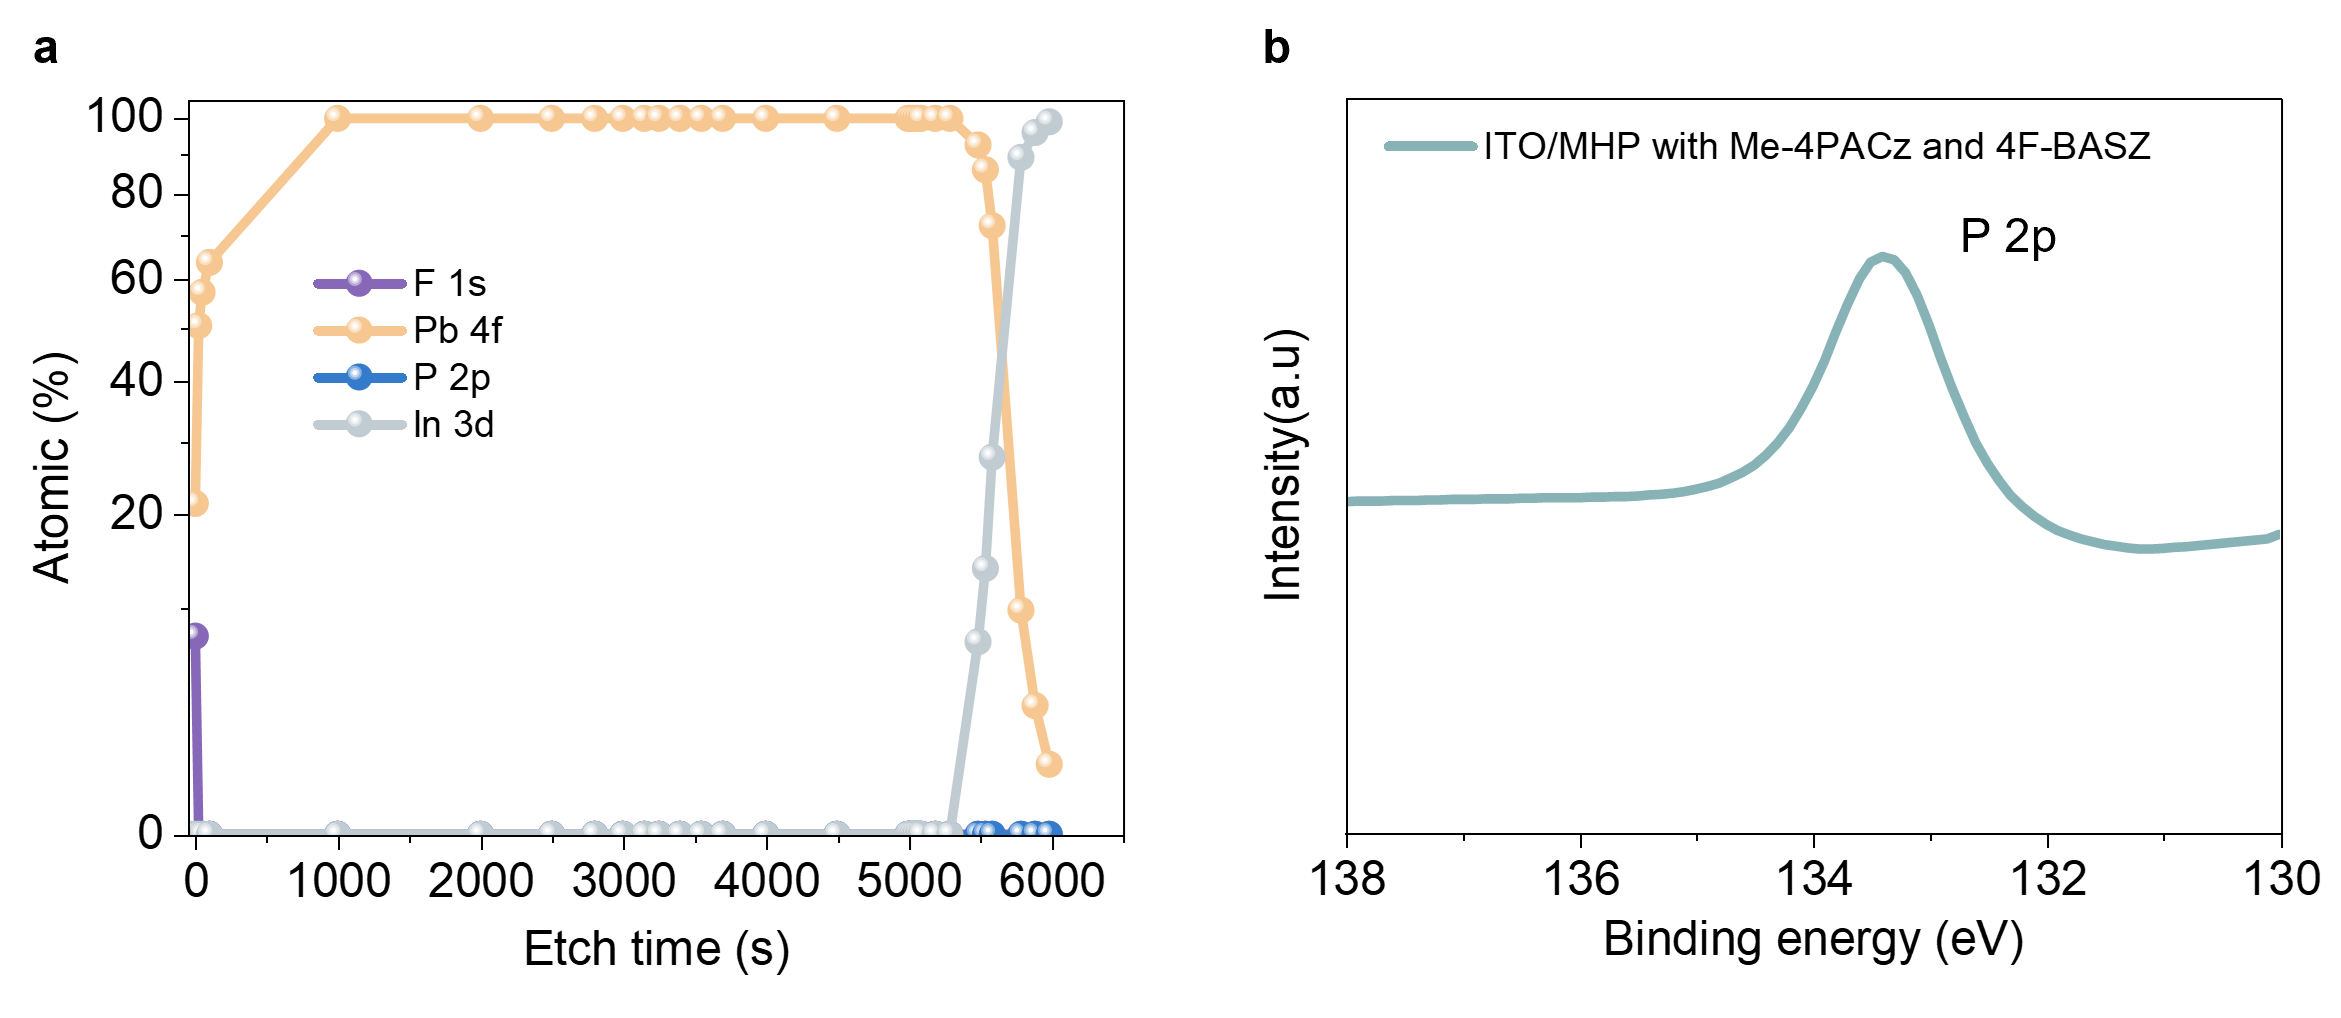 a
100
80
60
40
20
0
Atomic (%)
F 1s
Pb 4f
P 2p
In 3d
0 1000 2000 3000 4000 5000 6000
Etch time (s)
b
ITO/MHP with Me-4PACz and 4F-BASZ
P 2p
Intensity(a.u)
138 136 134 132 130
Binding energy (eV)